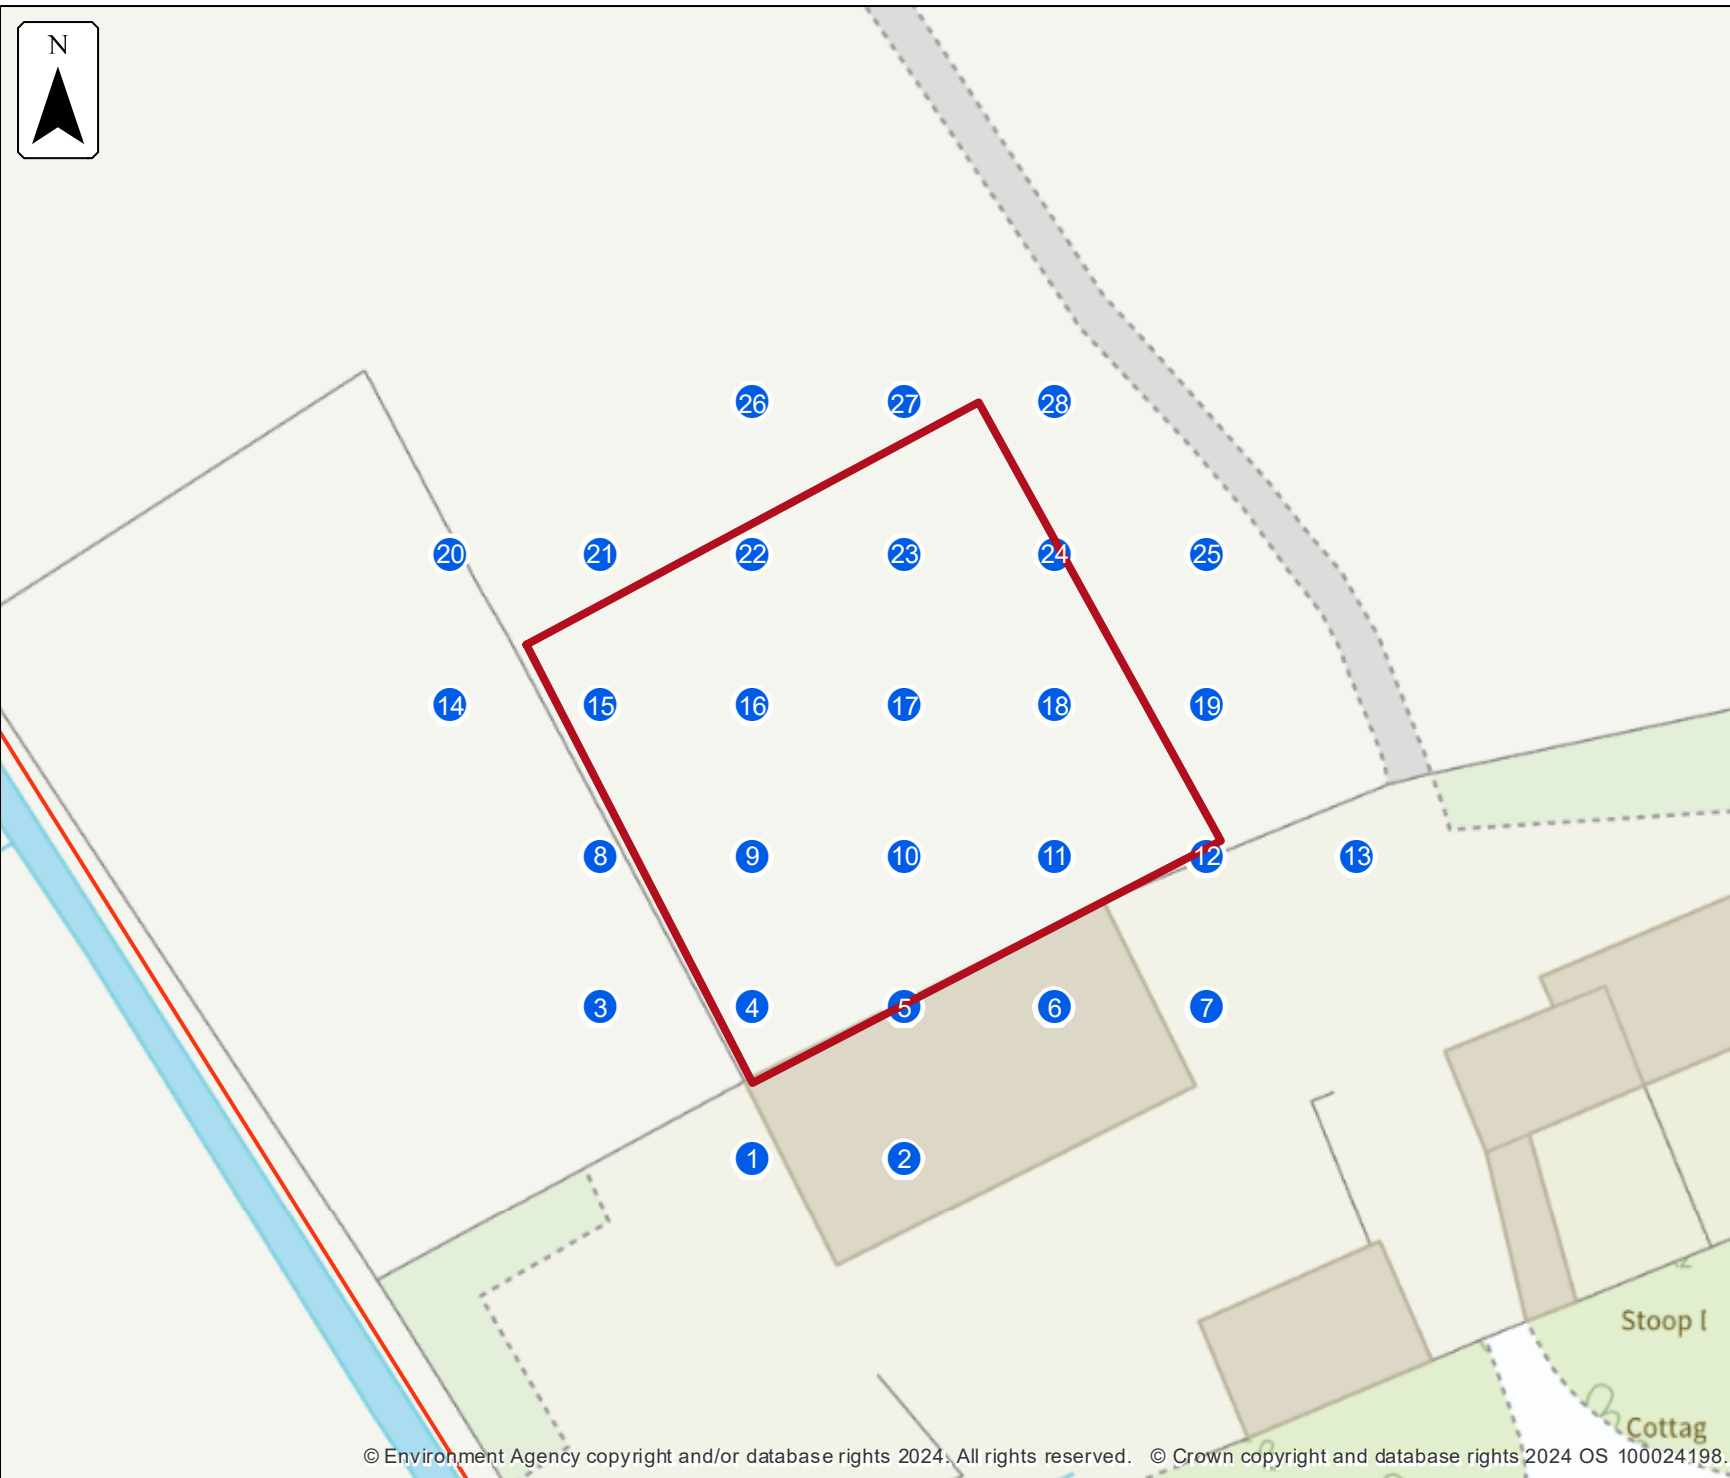 N
26 27 28
20 21 22 23 24 25
14 15 16 17 18 19
8 9 10 11 12 13
3 4 5 6 7
1 2
Stoop
Cottag
© Environment Agency copyright and/or database rights 2024. All rights reserved. © Crown copyright and database rights 2024 OS 100024198.